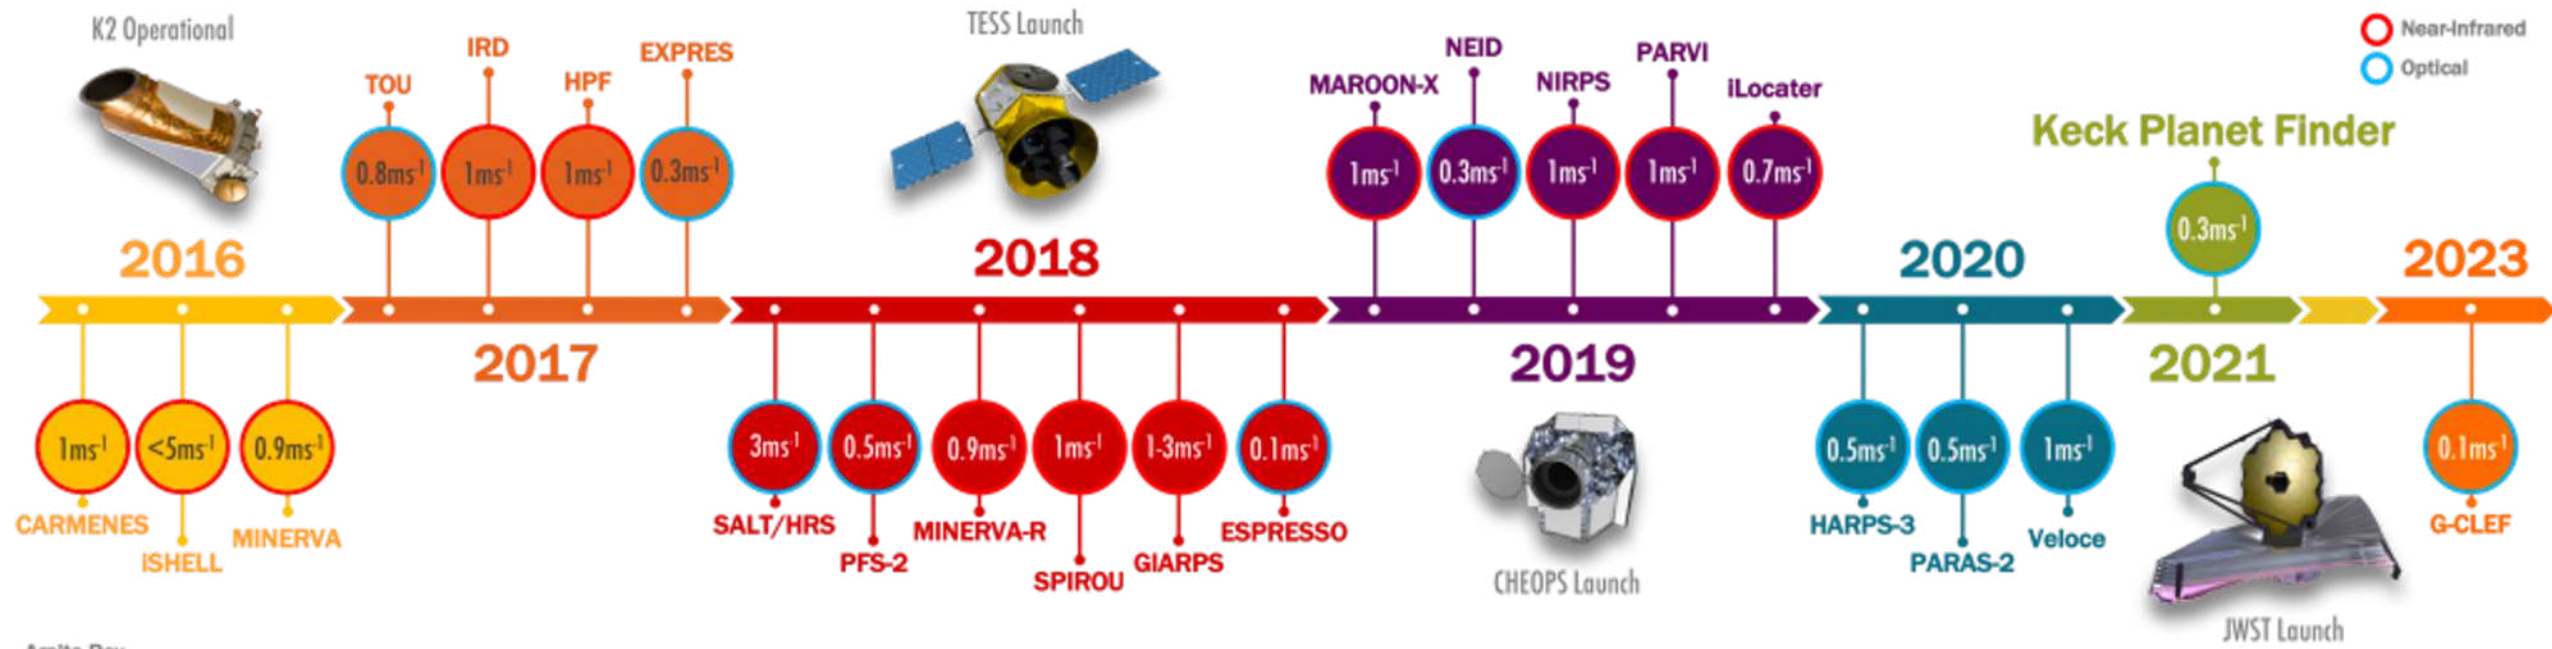 K2 Operational
TESS Launch
Near-Infrared
Optical
TOU
IRD
HPF
EXPRES
0.8ms-1
1ms-1
1ms-1
0.3ms-1
MAROON-X
NEID
NIRPS
PARVI
iLocater
1ms-1
0.3ms-1
1ms-1
1ms-1
0.7ms-1
Keck Planet Finder
0.3ms-1
2016
2018
2020
2023
2017
2019
2021
1ms-1
<5ms-1
0.9ms-1
3ms-1
0.5ms-1
0.9ms-1
1ms-1
1-3ms-1
0.1ms-1
0.5ms-1
0.5ms-1
1ms-1
0.1ms-1
CARMENES
ISHELL
MINERVA
SALT/HRS
PFS-2
MINERVA-R
SPIROU
GIARPS
ESPRESSO
HARPS-3
PARAS-2
Veloce
G-CLEF
CHEOPS Launch
JWST Launch